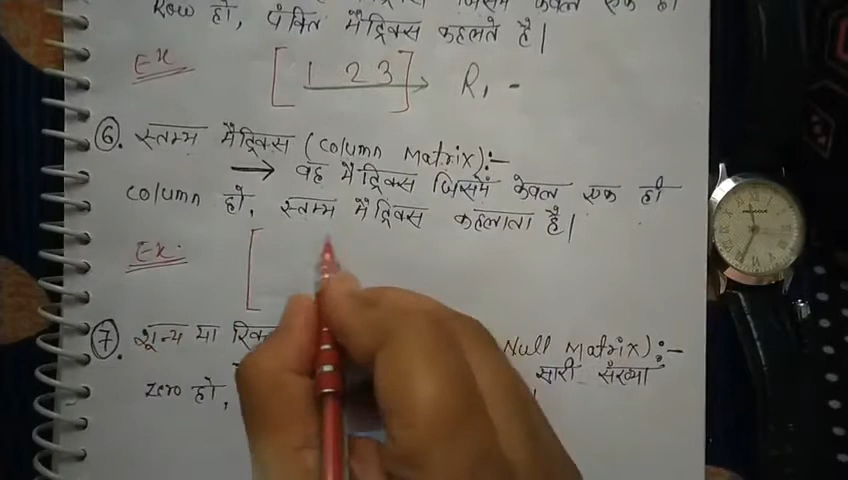 Row हो, पंक्ति मैट्रिक्स कहलते है|
Ex [1 2 3] R₁ -
6. स्तम्भ मैट्रिक्स (Column Matrix):-
→ वह मैट्रिक्स जिसमें केवल एक ही
column हो, स्तम्भ मैट्रिक्स कहलाता है|
Ex. [
7. शून्य या Null Matrix):-
zero हो, सारी संख्या